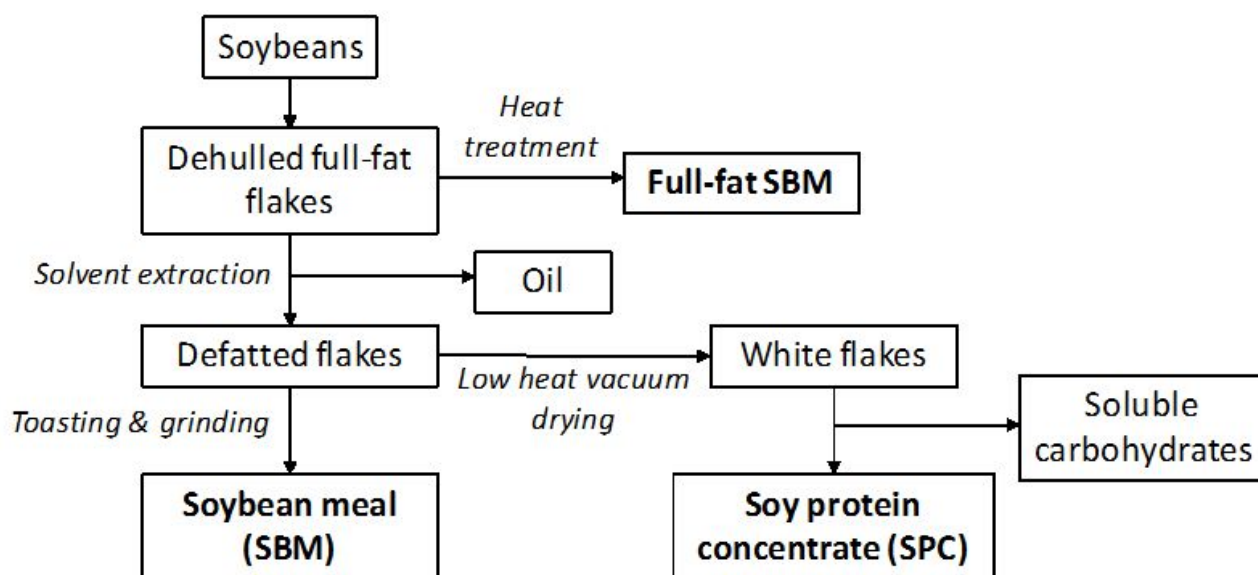 Soybeans
Heat
treatment
Dehulled full-fat
flakes
Full-fat SBM
Solvent extraction
Oil
Defatted flakes
Low heat vacuum
drying
White flakes
Toasting & grinding
Soluble
carbohydrates
Soybean meal
(SBM)
Soy protein
concentrate (SPC)